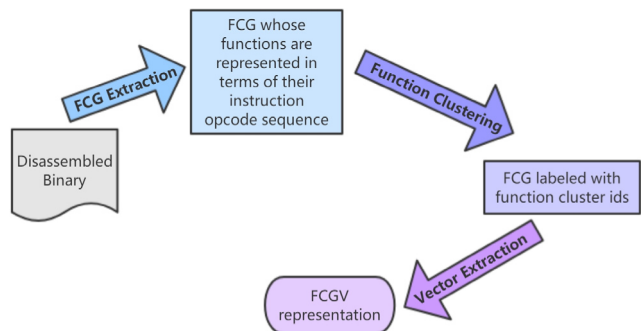 FCG whose
functions are
represented in
terms of their
instruction
opcode sequence
FCG Extraction
Function Clustering
Disassembled
Binary
FCG labeled with
function cluster ids
Vector Extraction
FCGV
representation